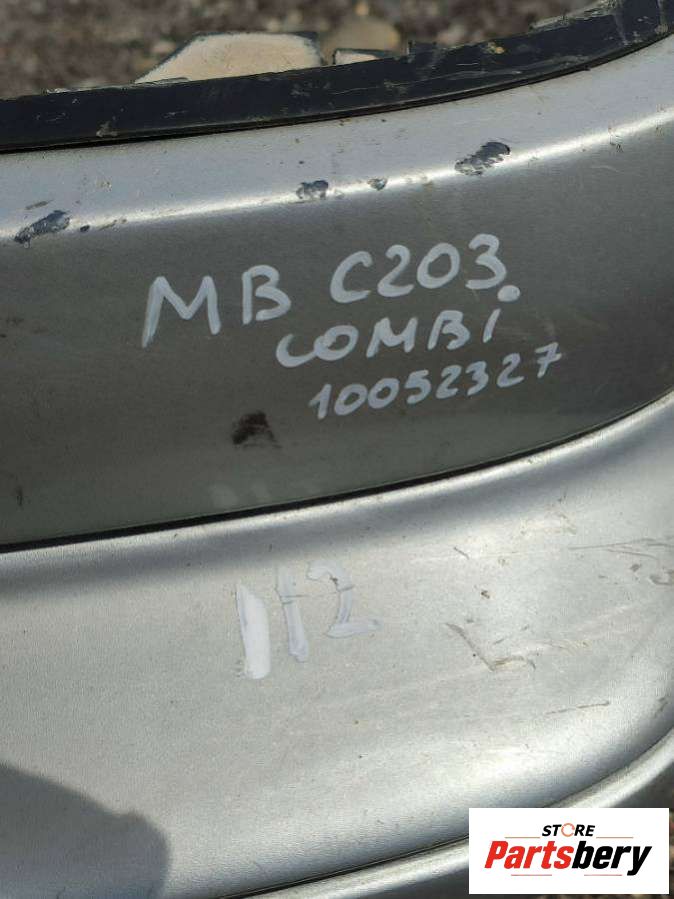 MB C203
COMBi
10052327
112
STORE
Partsbery